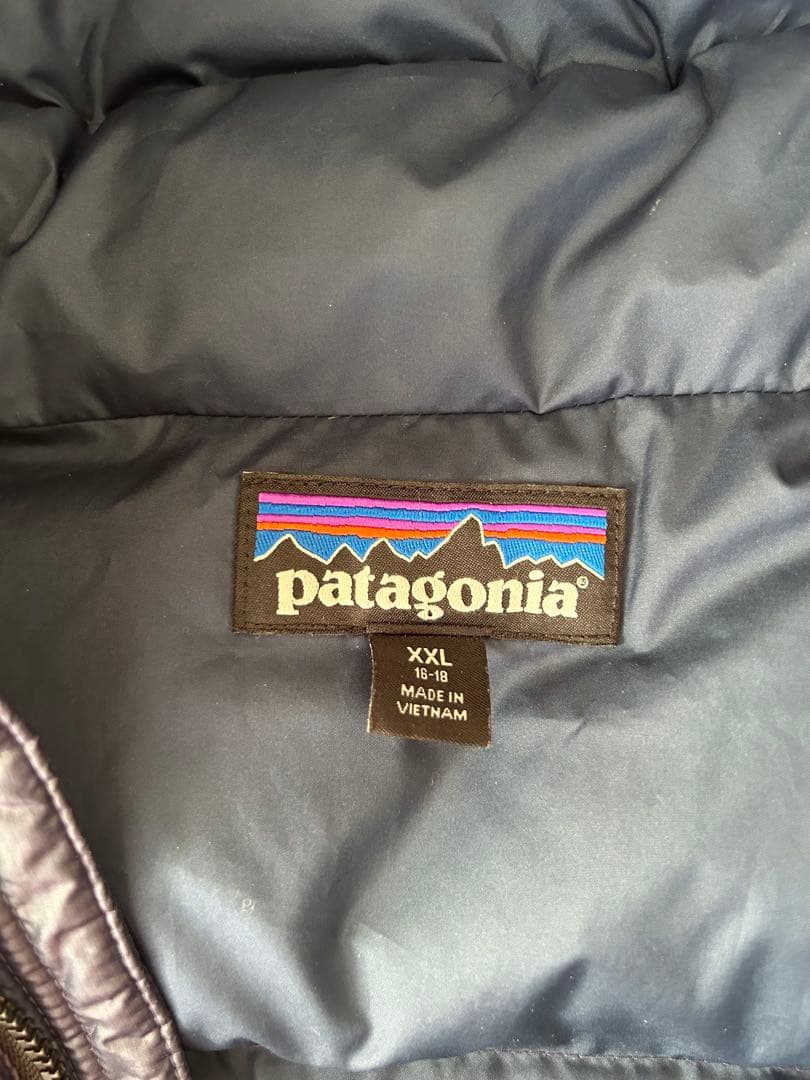 patagonia®
XXL
16-18
MADE IN
VIETNAM